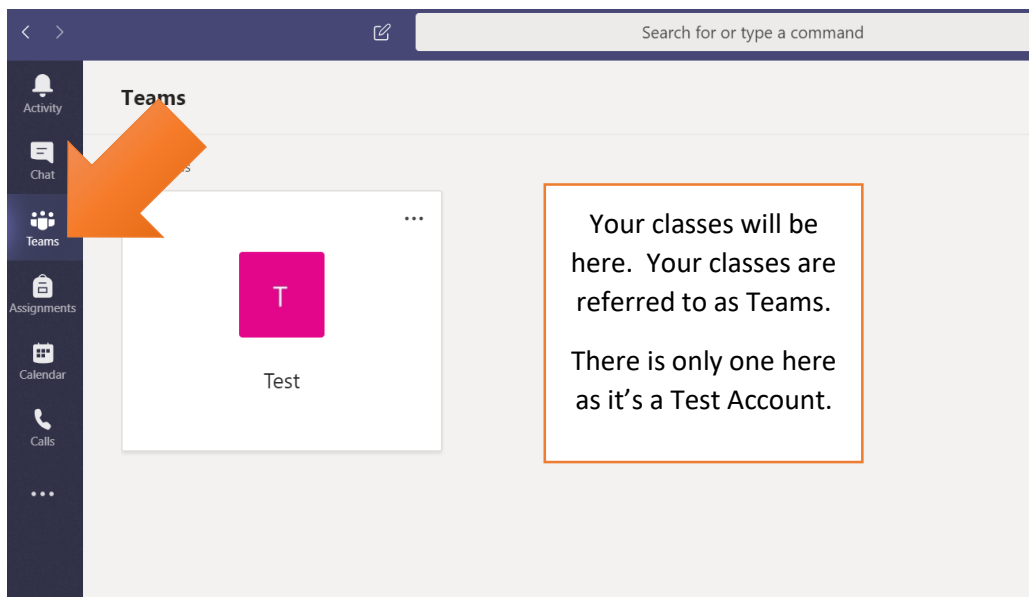 Search for or type a command
Activity
Teams
Chat
Teams
T
Test
Assignments
Calendar
Calls
Your classes will be
here.  Your classes are
referred to as Teams.
There is only one here
as it’s a Test Account.